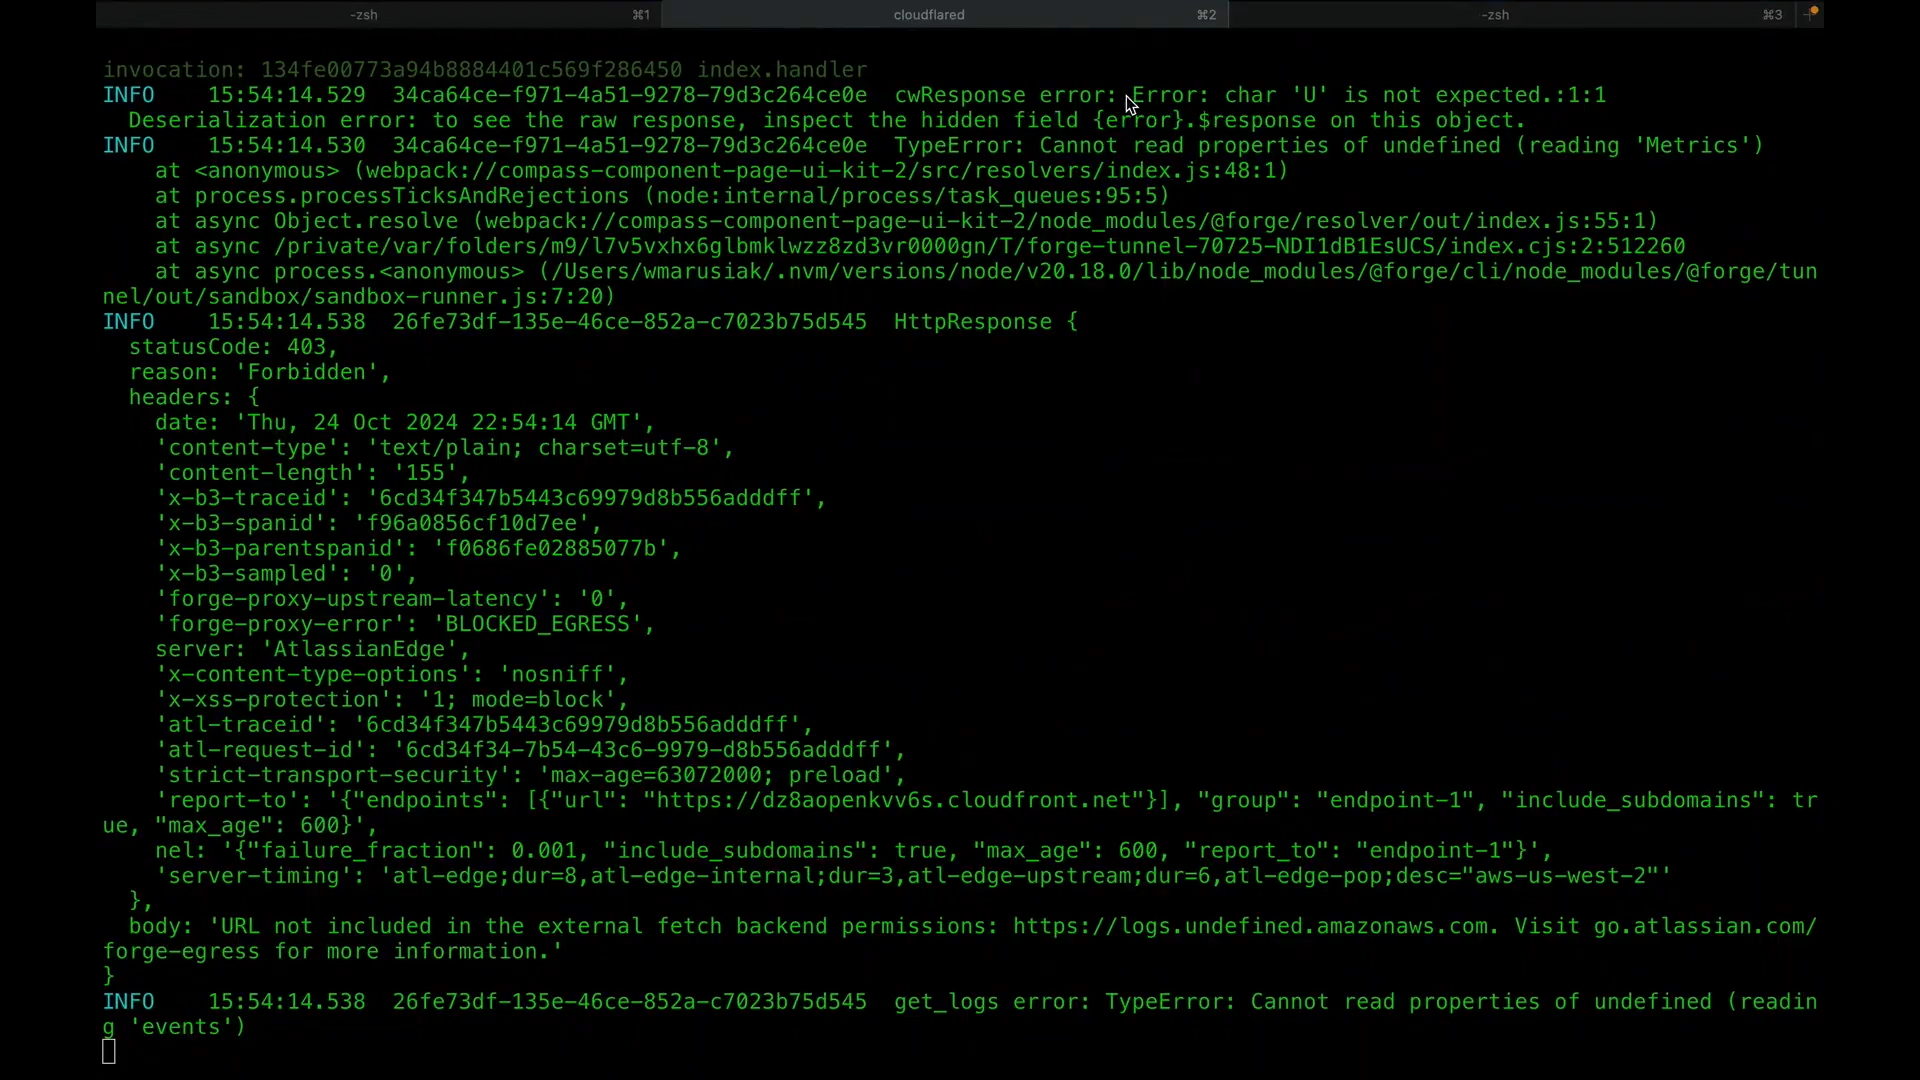 -zsh ⌘1 cloudflared ⌘2 -zsh ⌘3
invocation: 134fe00773a94b8884401c569f286450 index.handler
INFO 15:54:14.529 34ca64ce-f971-4a51-9278-79d3c264ce0e cwResponse error: Error: char 'U' is not expected.:1:1
Deserialization error: to see the raw response, inspect the hidden field {error}.$response on this object.
INFO 15:54:14.530 34ca64ce-f971-4a51-9278-79d3c264ce0e TypeError: Cannot read properties of undefined (reading 'Metrics')
at <anonymous> (webpack://compass-component-page-ui-kit-2/src/resolvers/index.js:48:1)
at process.processTicksAndRejections (node:internal/process/task_queues:95:5)
at async Object.resolve (webpack://compass-component-page-ui-kit-2/node_modules/@forge/resolver/out/index.js:55:1)
at async /private/var/folders/m9/l7v5vxhx6glbmklwzz8zd3vr0000gn/T/forge-tunnel-70725-NDI1dB1EsUCS/index.cjs:2:512260
at async process.<anonymous> (/Users/wmarusiak/.nvm/versions/node/v20.18.0/lib/node_modules/@forge/cli/node_modules/@forge/tun
nel/out/sandbox/sandbox-runner.js:7:20)
INFO 15:54:14.538 26fe73df-135e-46ce-852a-c7023b75d545 HttpResponse {
statusCode: 403,
reason: 'Forbidden',
headers: {
date: 'Thu, 24 Oct 2024 22:54:14 GMT',
'content-type': 'text/plain; charset=utf-8',
'content-length': '155',
'x-b3-traceid': '6cd34f347b5443c69979d8b556adddff',
'x-b3-spanid': 'f96a0856cf10d7ee',
'x-b3-parentspanid': 'f0686fe02885077b',
'x-b3-sampled': '0',
'forge-proxy-upstream-latency': '0',
'forge-proxy-error': 'BLOCKED_EGRESS',
server: 'AtlassianEdge',
'x-content-type-options': 'nosniff',
'x-xss-protection': '1; mode=block',
'atl-traceid': '6cd34f347b5443c69979d8b556adddff',
'atl-request-id': '6cd34f34-7b54-43c6-9979-d8b556adddff',
'strict-transport-security': 'max-age=63072000; preload',
'report-to': '{"endpoints": [{"url": "https://dz8aopenkvv6s.cloudfront.net"}], "group": "endpoint-1", "include_subdomains": tr
ue, "max_age": 600}',
nel: '{"failure_fraction": 0.001, "include_subdomains": true, "max_age": 600, "report_to": "endpoint-1"}',
'server-timing': 'atl-edge;dur=8,atl-edge-internal;dur=3,atl-edge-upstream;dur=6,atl-edge-pop;desc="aws-us-west-2"'
},
body: 'URL not included in the external fetch backend permissions: https://logs.undefined.amazonaws.com. Visit go.atlassian.com/
forge-egress for more information.'
}
INFO 15:54:14.538 26fe73df-135e-46ce-852a-c7023b75d545 get_logs error: TypeError: Cannot read properties of undefined (readin
g 'events')